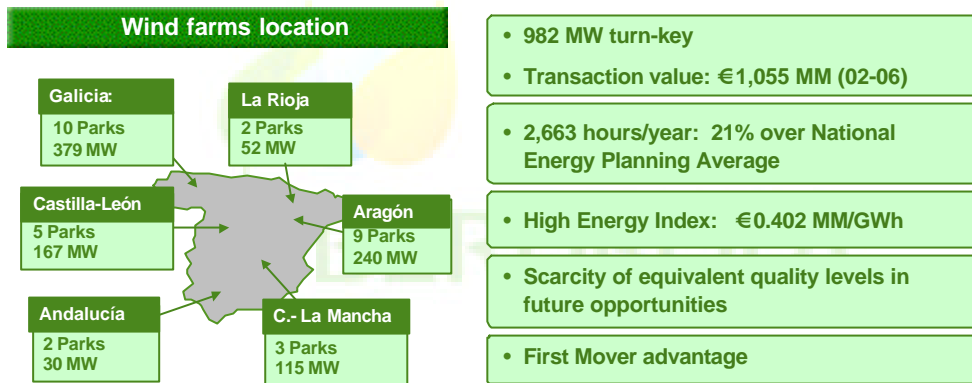 Wind farms location
Galicia:
10 Parks
379 MW
La Rioja
2 Parks
52 MW
Castilla-León
5 Parks
167 MW
Aragón
9 Parks
240 MW
Andalucía
2 Parks
30 MW
C.- La Mancha
3 Parks
115 MW
• 982 MW turn-key
• Transaction value: €1,055 MM (02-06)
• 2,663 hours/year: 21% over National
Energy Planning Average
• High Energy Index: €0.402 MM/GWh
• Scarcity of equivalent quality levels in
future opportunities
• First Mover advantage